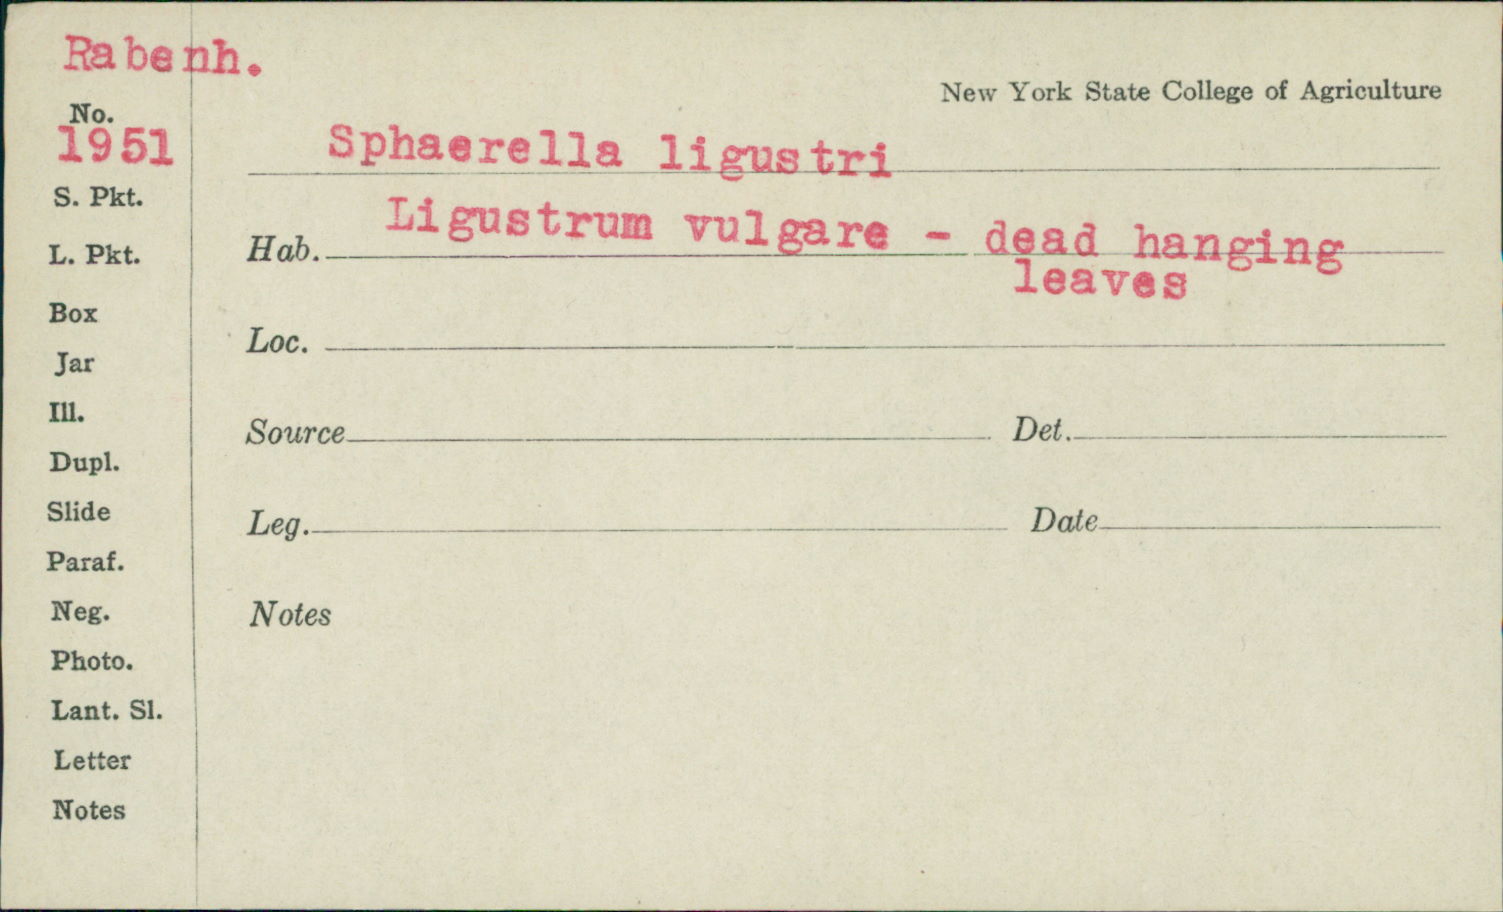 Rabenh.
New York State College of Agriculture
No.
1951
Sphaerella ligustri
S. Pkt.
Hab. Ligustrum vulgare - dead hanging
leaves
L. Pkt.
Box
Loc.
Jar
Ill.
Source Det.
Dupl.
Slide
Leg. Date
Paraf.
Neg.
Notes
Photo.
Lant. Sl.
Letter
Notes